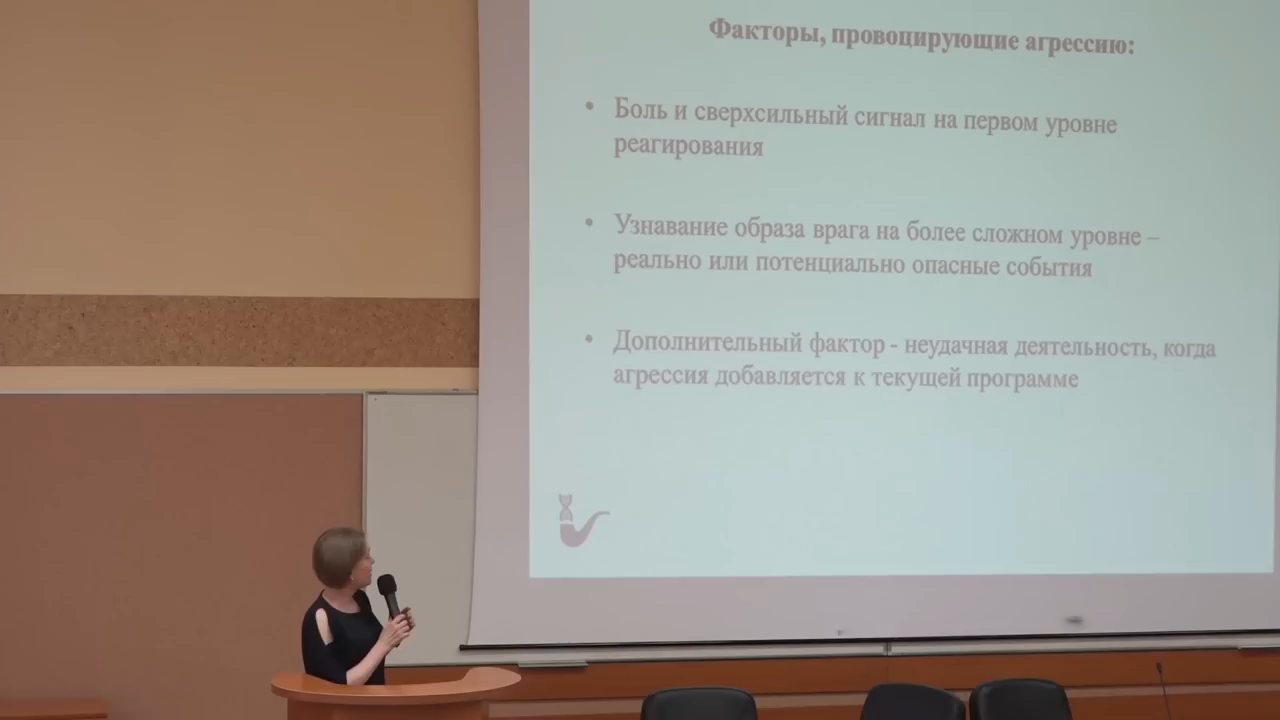 Факторы, провоцирующие агрессию:
• Боль и сверхсильный сигнал на первом уровне
реагирования
• Узнавание образа врага на более сложном уровне –
реально или потенциально опасные события
• Дополнительный фактор - неудачная деятельность, когда
агрессия добавляется к текущей программе